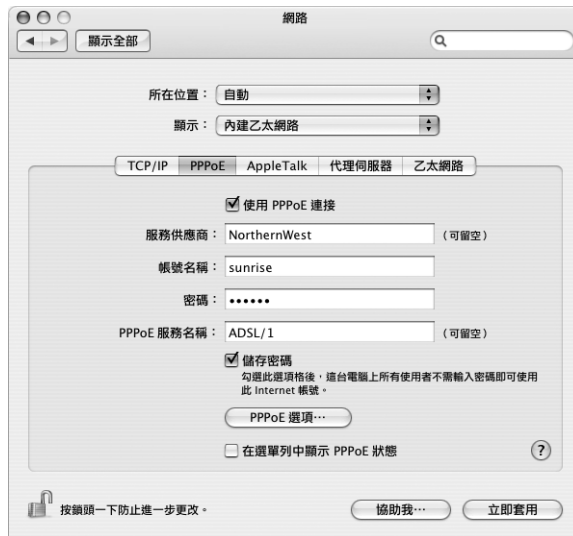 網路
顯示全部
所在位置： 自動
顯示： 內建乙太網路
TCP/IP PPPoE AppleTalk 代理伺服器 乙太網路
使用 PPPoE 連接
服務供應商： NorthernWest （可留空）
帳號名稱： sunrise
密碼： ••••••
PPPoE 服務名稱： ADSL/1 （可留空）
儲存密碼
勾選此選項格後，這台電腦上所有使用者不需輸入密碼即可使用
此 Internet 帳號。
PPPoE 選項…
在選單列中顯示 PPPoE 狀態
?
按鎖頭一下防止進一步更改。 協助我… 立即套用